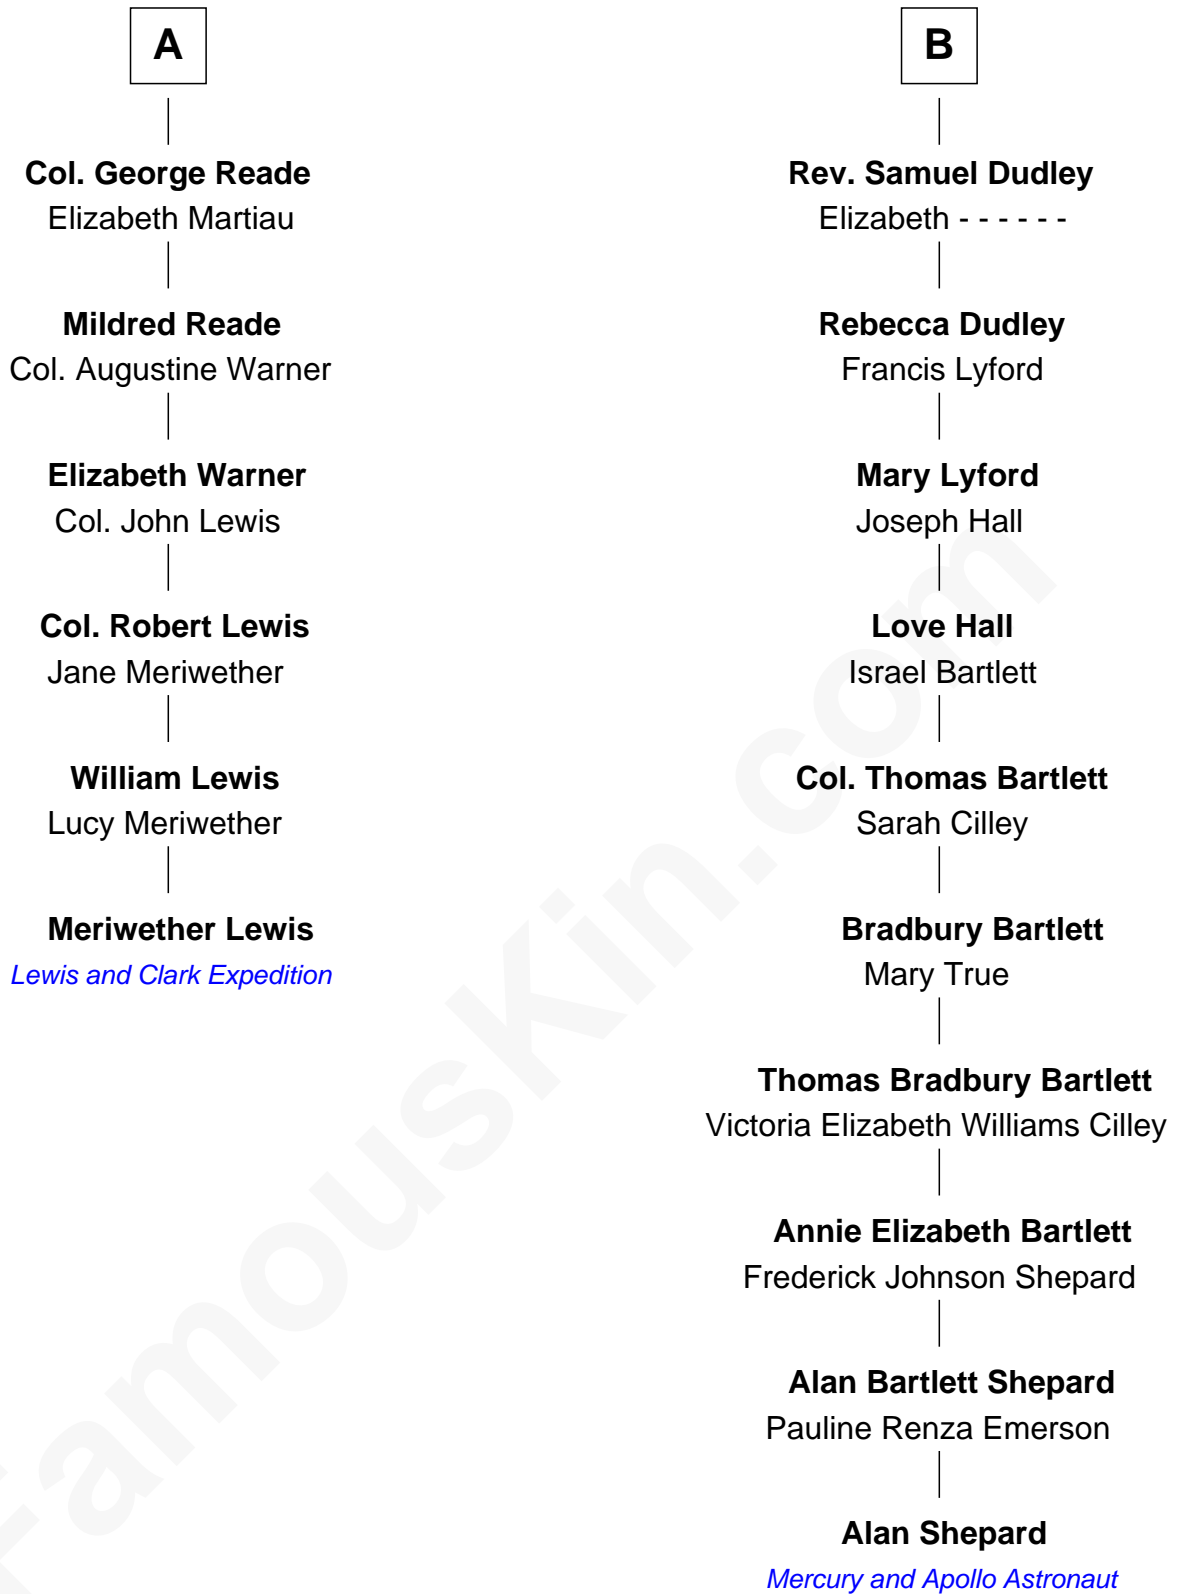 A
Col. George Reade
Elizabeth Martiau
Mildred Reade
Col. Augustine Warner
Elizabeth Warner
Col. John Lewis
Col. Robert Lewis
Jane Meriwether
William Lewis
Lucy Meriwether
Meriwether Lewis
Lewis and Clark Expedition
B
Rev. Samuel Dudley
Elizabeth - - - - - -
Rebecca Dudley
Francis Lyford
Mary Lyford
Joseph Hall
Love Hall
Israel Bartlett
Col. Thomas Bartlett
Sarah Cilley
Bradbury Bartlett
Mary True
Thomas Bradbury Bartlett
Victoria Elizabeth Williams Cilley
Annie Elizabeth Bartlett
Frederick Johnson Shepard
Alan Bartlett Shepard
Pauline Renza Emerson
Alan Shepard
Mercury and Apollo Astronaut
FamousKin.com